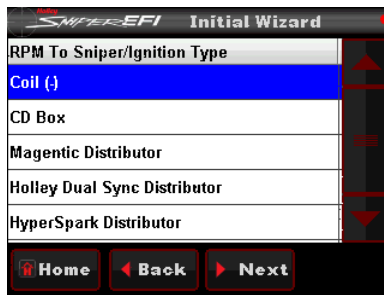 Holley
SNIPER EFI Initial Wizard
RPM To Sniper/Ignition Type
Coil (-)
CD Box
Magentic Distributor
Holley Dual Sync Distributor
HyperSpark Distributor
Home Back Next